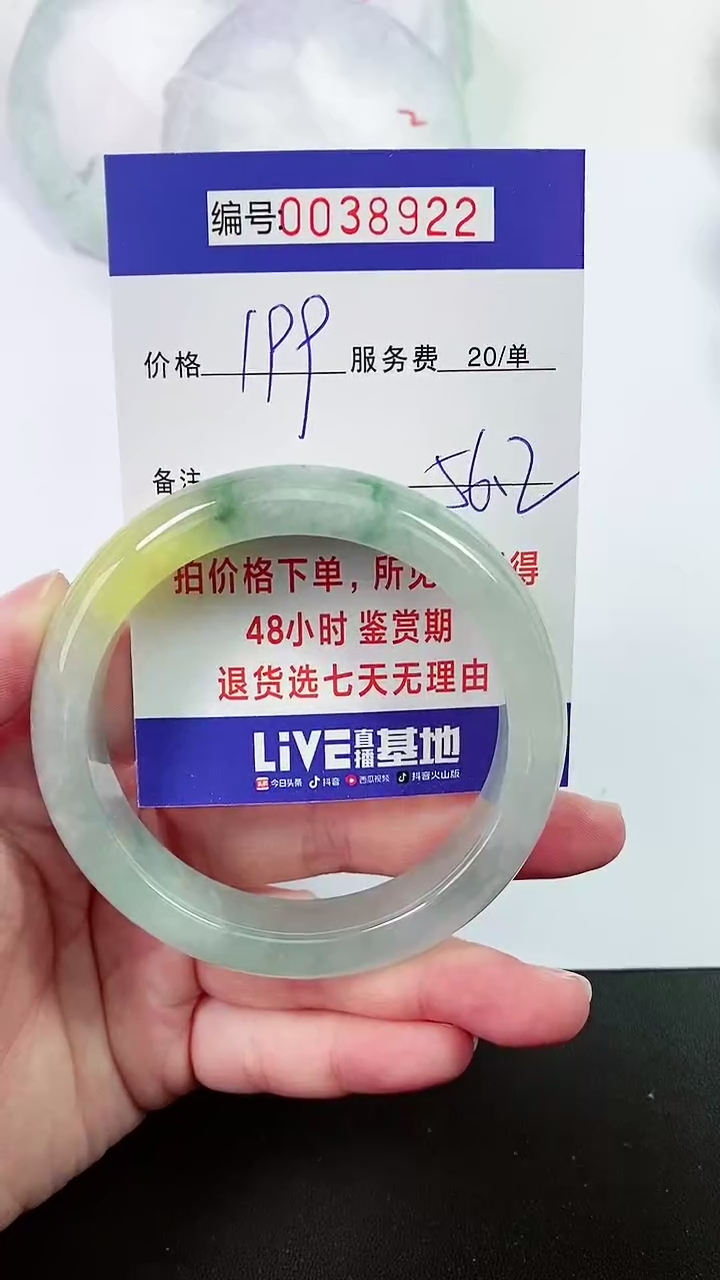 编号:0038922
价格 199 服务费 20/单
备注 56.2
拍价格下单，所见 得
48小时 鉴赏期
退货选七天无理由
LiVE直播基地
头条 今日头条 抖音 西瓜视频 抖音火山版